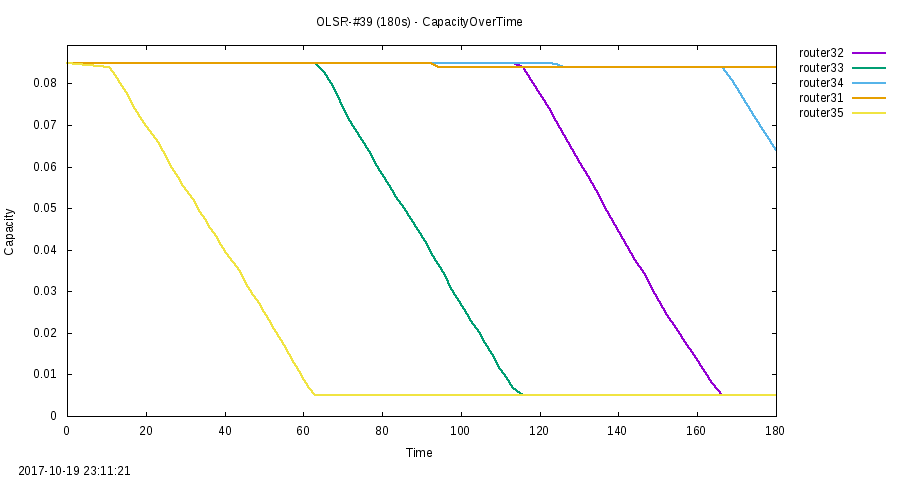 OLSR-#39 (180s) - CapacityOverTime
router32
router33
router34
router31
router35
0.08
0.07
0.06
0.05
0.04
0.03
0.02
0.01
0
Capacity
0 20 40 60 80 100 120 140 160 180
Time
2017-10-19 23:11:21